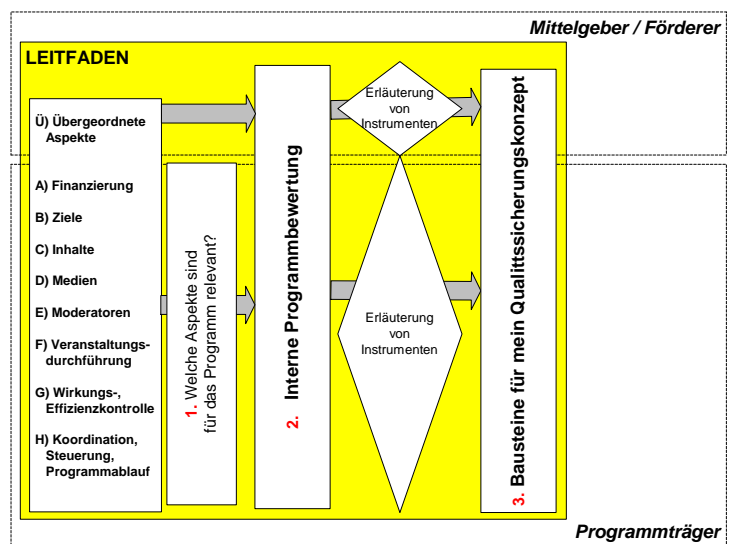 Mittelgeber / Förderer
LEITFADEN
Ü) Übergeordnete
Aspekte
A) Finanzierung
B) Ziele
C) Inhalte
D) Medien
E) Moderatoren
F) Veranstaltungs-
durchführung
G) Wirkungs-,
Effizienzkontrolle
H) Koordination,
Steuerung,
Programmablauf
1. Welche Aspekte sind
für das Programm relevant?
2. Interne Programmbewertung
Erläuterung
von
Instrumenten
Erläuterung
von
Instrumenten
3. Bausteine für mein Qualittssicherungskonzept
Programmträger